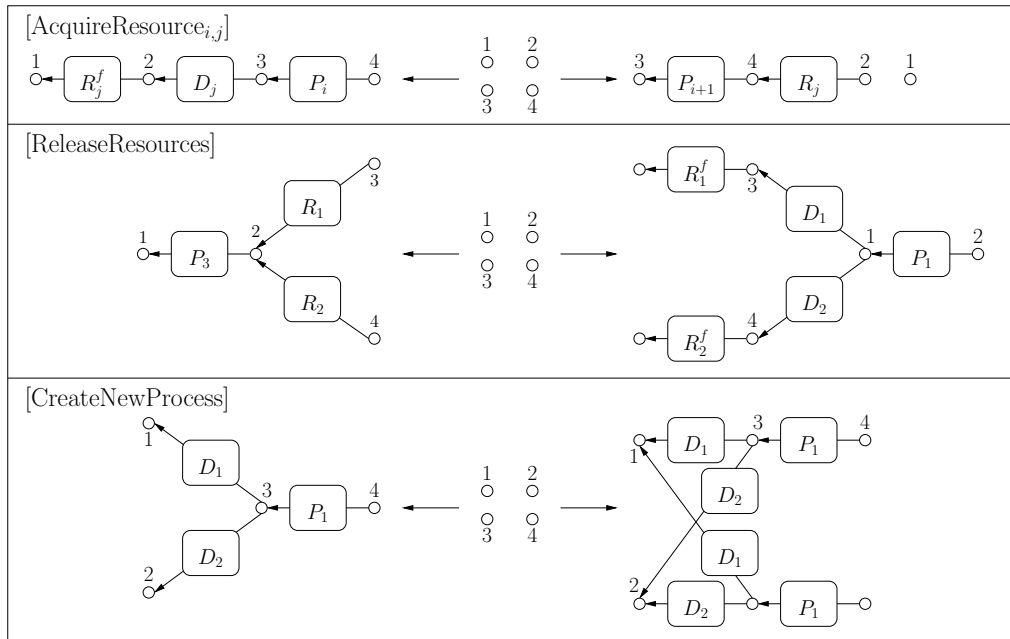 [AcquireResource_{i,j}]
1 2 3 4 1 2 3 4 2 1
R_j^f D_j P_i P_{i+1} R_j
3 4
[ReleaseResources]
3 R_1^f 3
R_1 D_1
1 2 1 2 1 2
P_3 P_1
3 4
R_2 D_2
4 4
R_2^f
[CreateNewProcess]
1 D_1 3 P_1 4
1
D_1 D_2
3 4 1 2
P_1
3 4
D_2 D_1
2 2 D_2 P_1